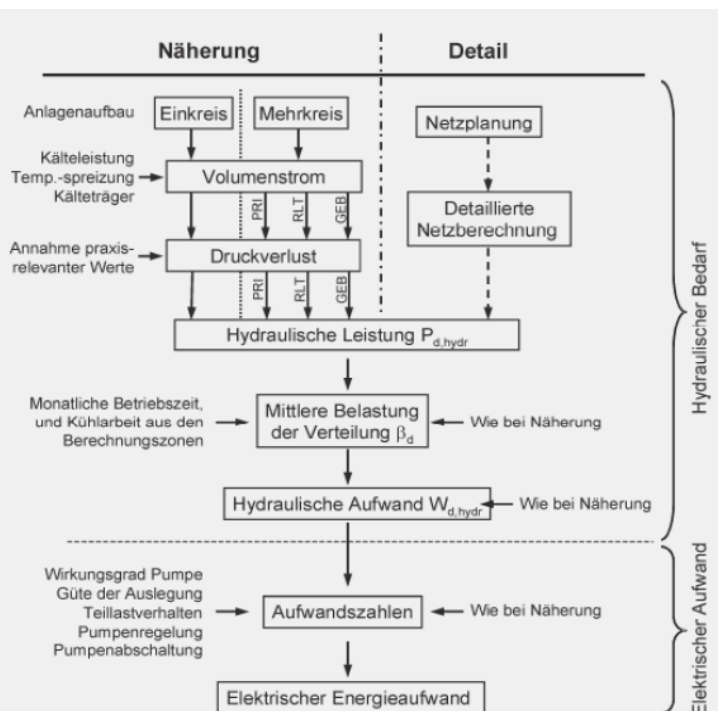 Näherung
Detail
Anlagenaufbau
Einkreis
Mehrkreis
Netzplanung
Kälteleistung
Temp.-spreizung
Kälteträger
Volumenstrom
PRI
RLT
GEB
Detaillierte
Netzberechnung
Annahme praxis-
relevanter Werte
Druckverlust
PRI
RLT
GEB
Hydraulische Leistung P d,hydr
Monatliche Betriebszeit,
und Kühlarbeit aus den
Berechnungszonen
Mittlere Belastung
der Verteilung β d
Wie bei Näherung
Hydraulische Aufwand W d,hydr
Wie bei Näherung
Hydraulischer Bedarf
Wirkungsgrad Pumpe
Güte der Auslegung
Teillastverhalten
Pumpenregelung
Pumpenabschaltung
Aufwandszahlen
Wie bei Näherung
Elektrischer Energieaufwand
Elektrischer Aufwand